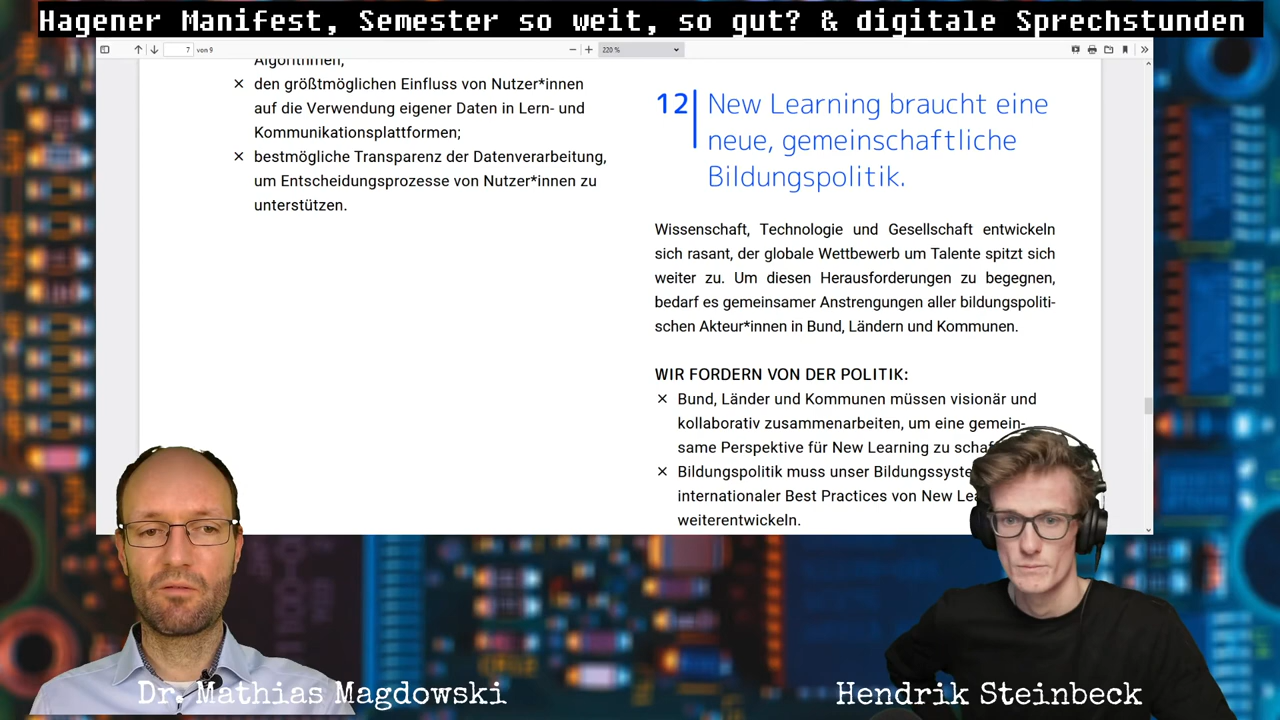 Hagener Manifest, Semester so weit, so gut? & digitale Sprechstunden
7 von 9
220 %
Algorithmen,
× den größtmöglichen Einfluss von Nutzer*innen
auf die Verwendung eigener Daten in Lern- und
Kommunikationsplattformen;
× bestmögliche Transparenz der Datenverarbeitung,
um Entscheidungsprozesse von Nutzer*innen zu
unterstützen.
12 New Learning braucht eine
neue, gemeinschaftliche
Bildungspolitik.
Wissenschaft, Technologie und Gesellschaft entwickeln
sich rasant, der globale Wettbewerb um Talente spitzt sich
weiter zu. Um diesen Herausforderungen zu begegnen,
bedarf es gemeinsamer Anstrengungen aller bildungspoliti-
schen Akteur*innen in Bund, Ländern und Kommunen.
WIR FORDERN VON DER POLITIK:
× Bund, Länder und Kommunen müssen visionär und
kollaborativ zusammenarbeiten, um eine gemein-
same Perspektive für New Learning zu
× Bildungspolitik muss unser
internationaler Best Practices von New
weiterentwickeln.
Dr. Mathias Magdowski
Hendrik Steinbeck